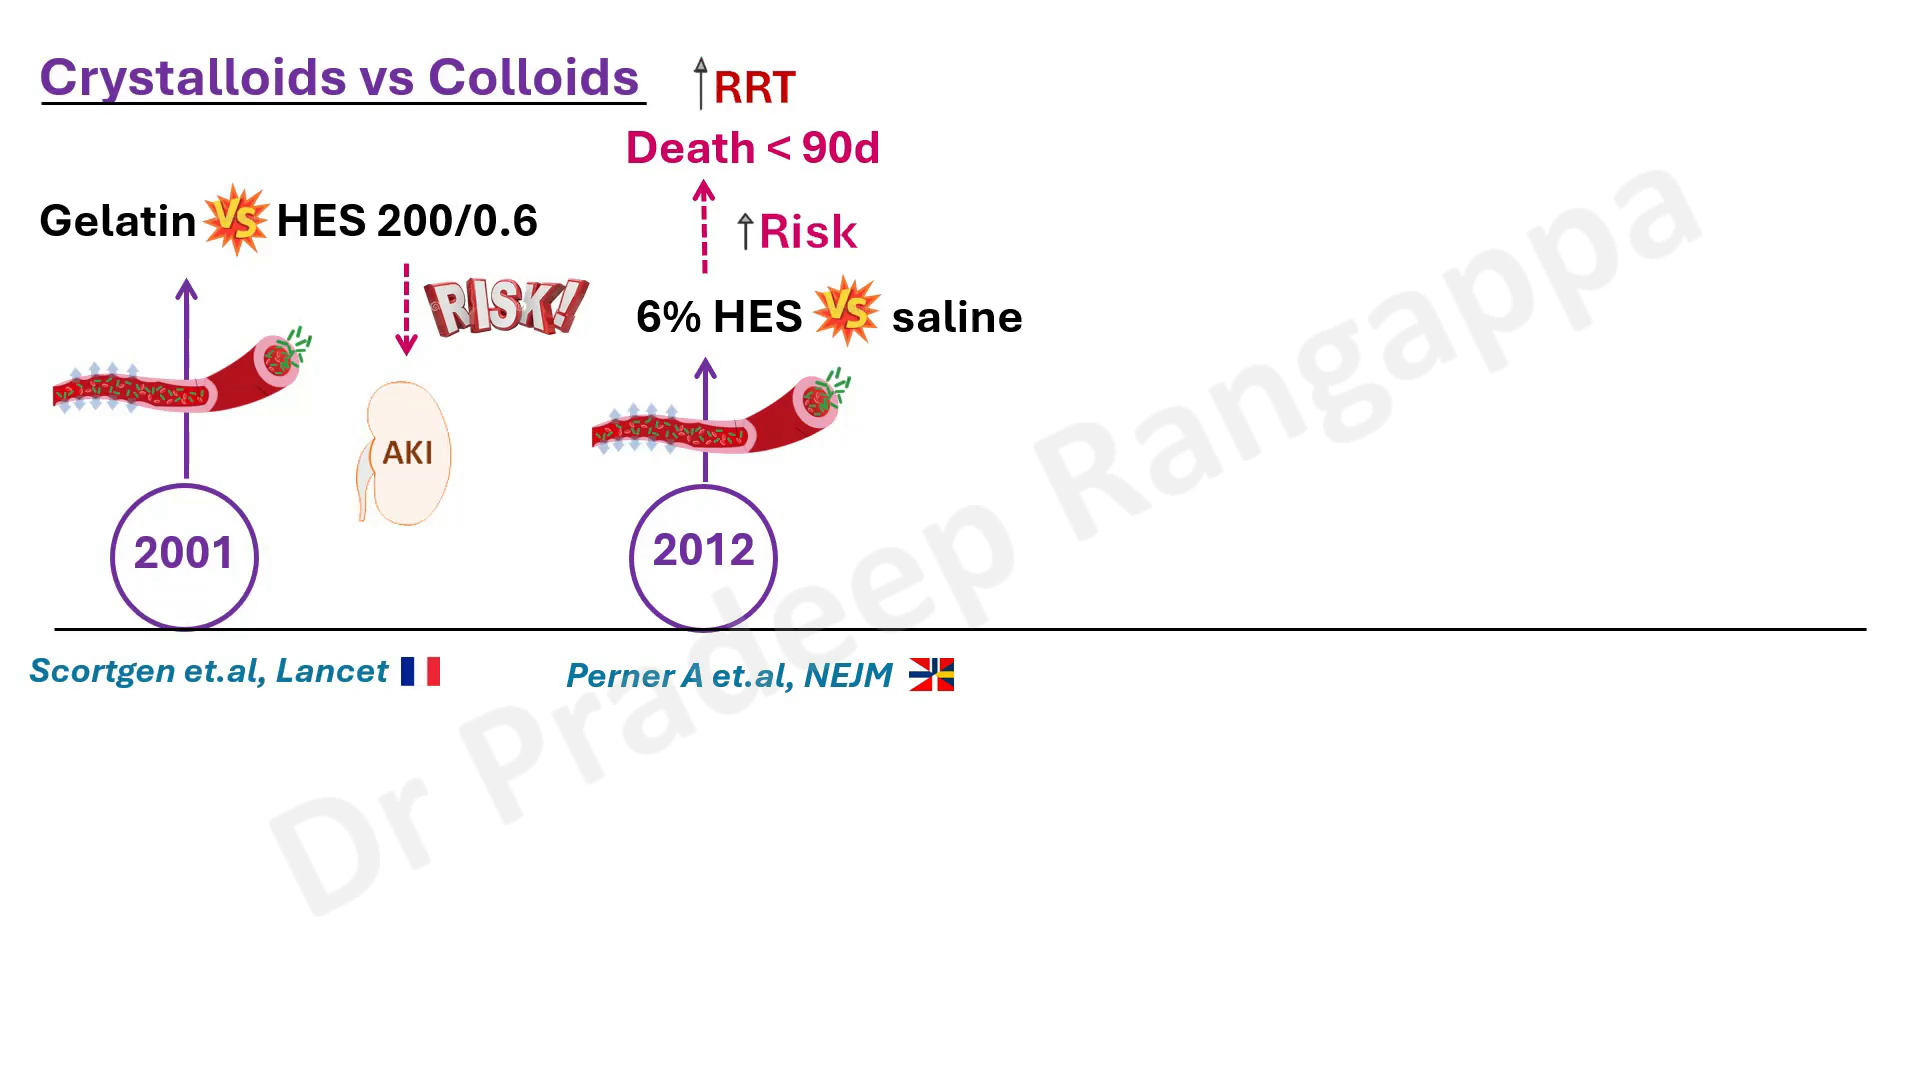 Crystalloids vs Colloids
RRT
Death < 90d
Gelatin VS HES 200/0.6
Risk
RISK!
6% HES VS saline
AKI
2001
2012
Scortgen et.al, Lancet
Perner A et.al, NEJM
Dr Pradeep Rangappa